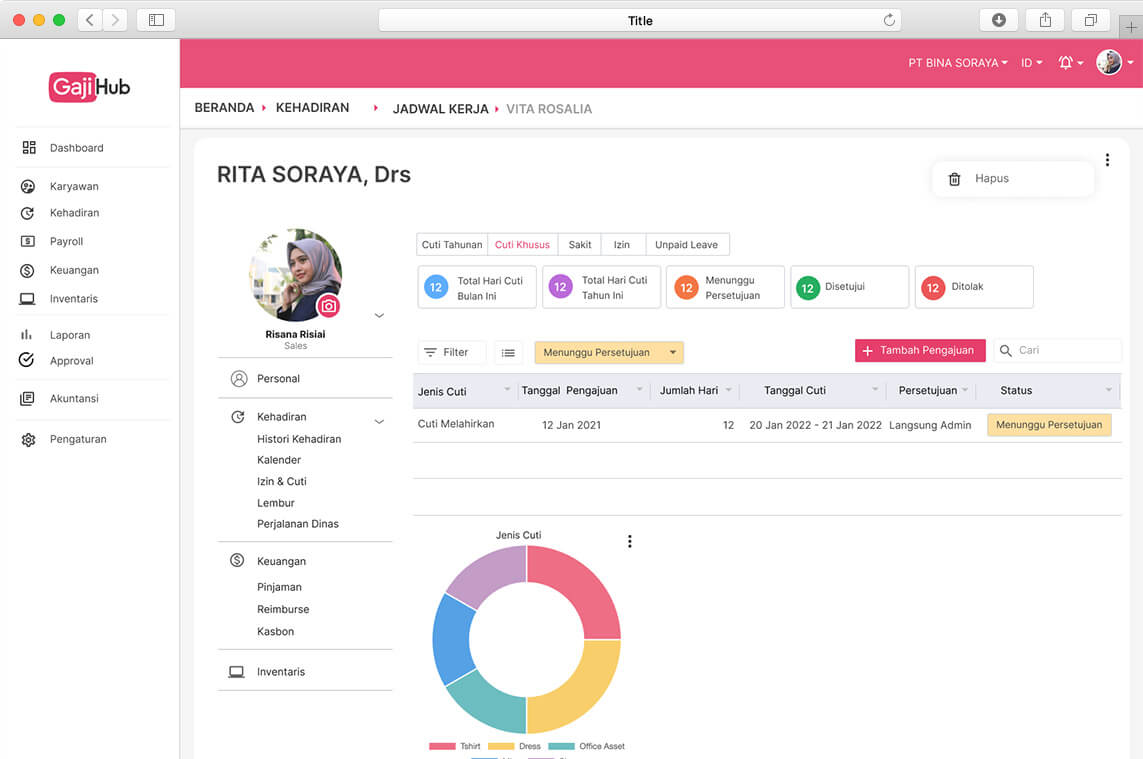 Title
GajiHub
PT BINA SORAYA
ID
BERANDA
KEHADIRAN
JADWAL KERJA
VITA ROSALIA
Dashboard
Karyawan
Kehadiran
Payroll
Keuangan
Inventaris
Laporan
Approval
Akuntansi
Pengaturan
RITA SORAYA, Drs
Hapus
Risana Risiai
Sales
Personal
Kehadiran
Histori Kehadiran
Kalender
Izin & Cuti
Lembur
Perjalanan Dinas
Keuangan
Pinjaman
Reimburse
Kasbon
Inventaris
Cuti Tahunan Cuti Khusus Sakit Izin Unpaid Leave
12 Total Hari Cuti
Bulan Ini
12 Total Hari Cuti
Tahun Ini
12 Menunggu
Persetujuan
12 Disetujui
12 Ditolak
Filter
Menunggu Persetujuan
+ Tambah Pengajuan
Cari
Jenis Cuti Tanggal Pengajuan Jumlah Hari Tanggal Cuti Persetujuan Status
Cuti Melahirkan 12 Jan 2021 12 20 Jan 2022 - 21 Jan 2022 Langsung Admin Menunggu Persetujuan
Jenis Cuti
Tshirt Dress Office Asset